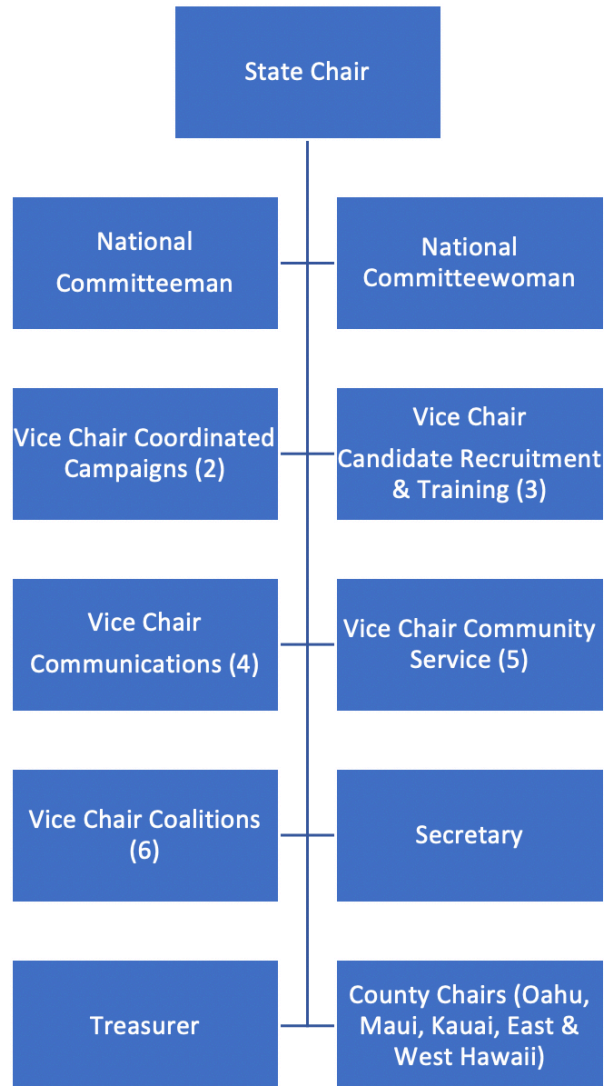 State Chair
National
Committeeman
National
Committeewoman
Vice Chair Coordinated
Campaigns (2)
Vice Chair
Candidate Recruitment
& Training (3)
Vice Chair
Communications (4)
Vice Chair Community
Service (5)
Vice Chair Coalitions
(6)
Secretary
Treasurer
County Chairs (Oahu,
Maui, Kauai, East &
West Hawaii)